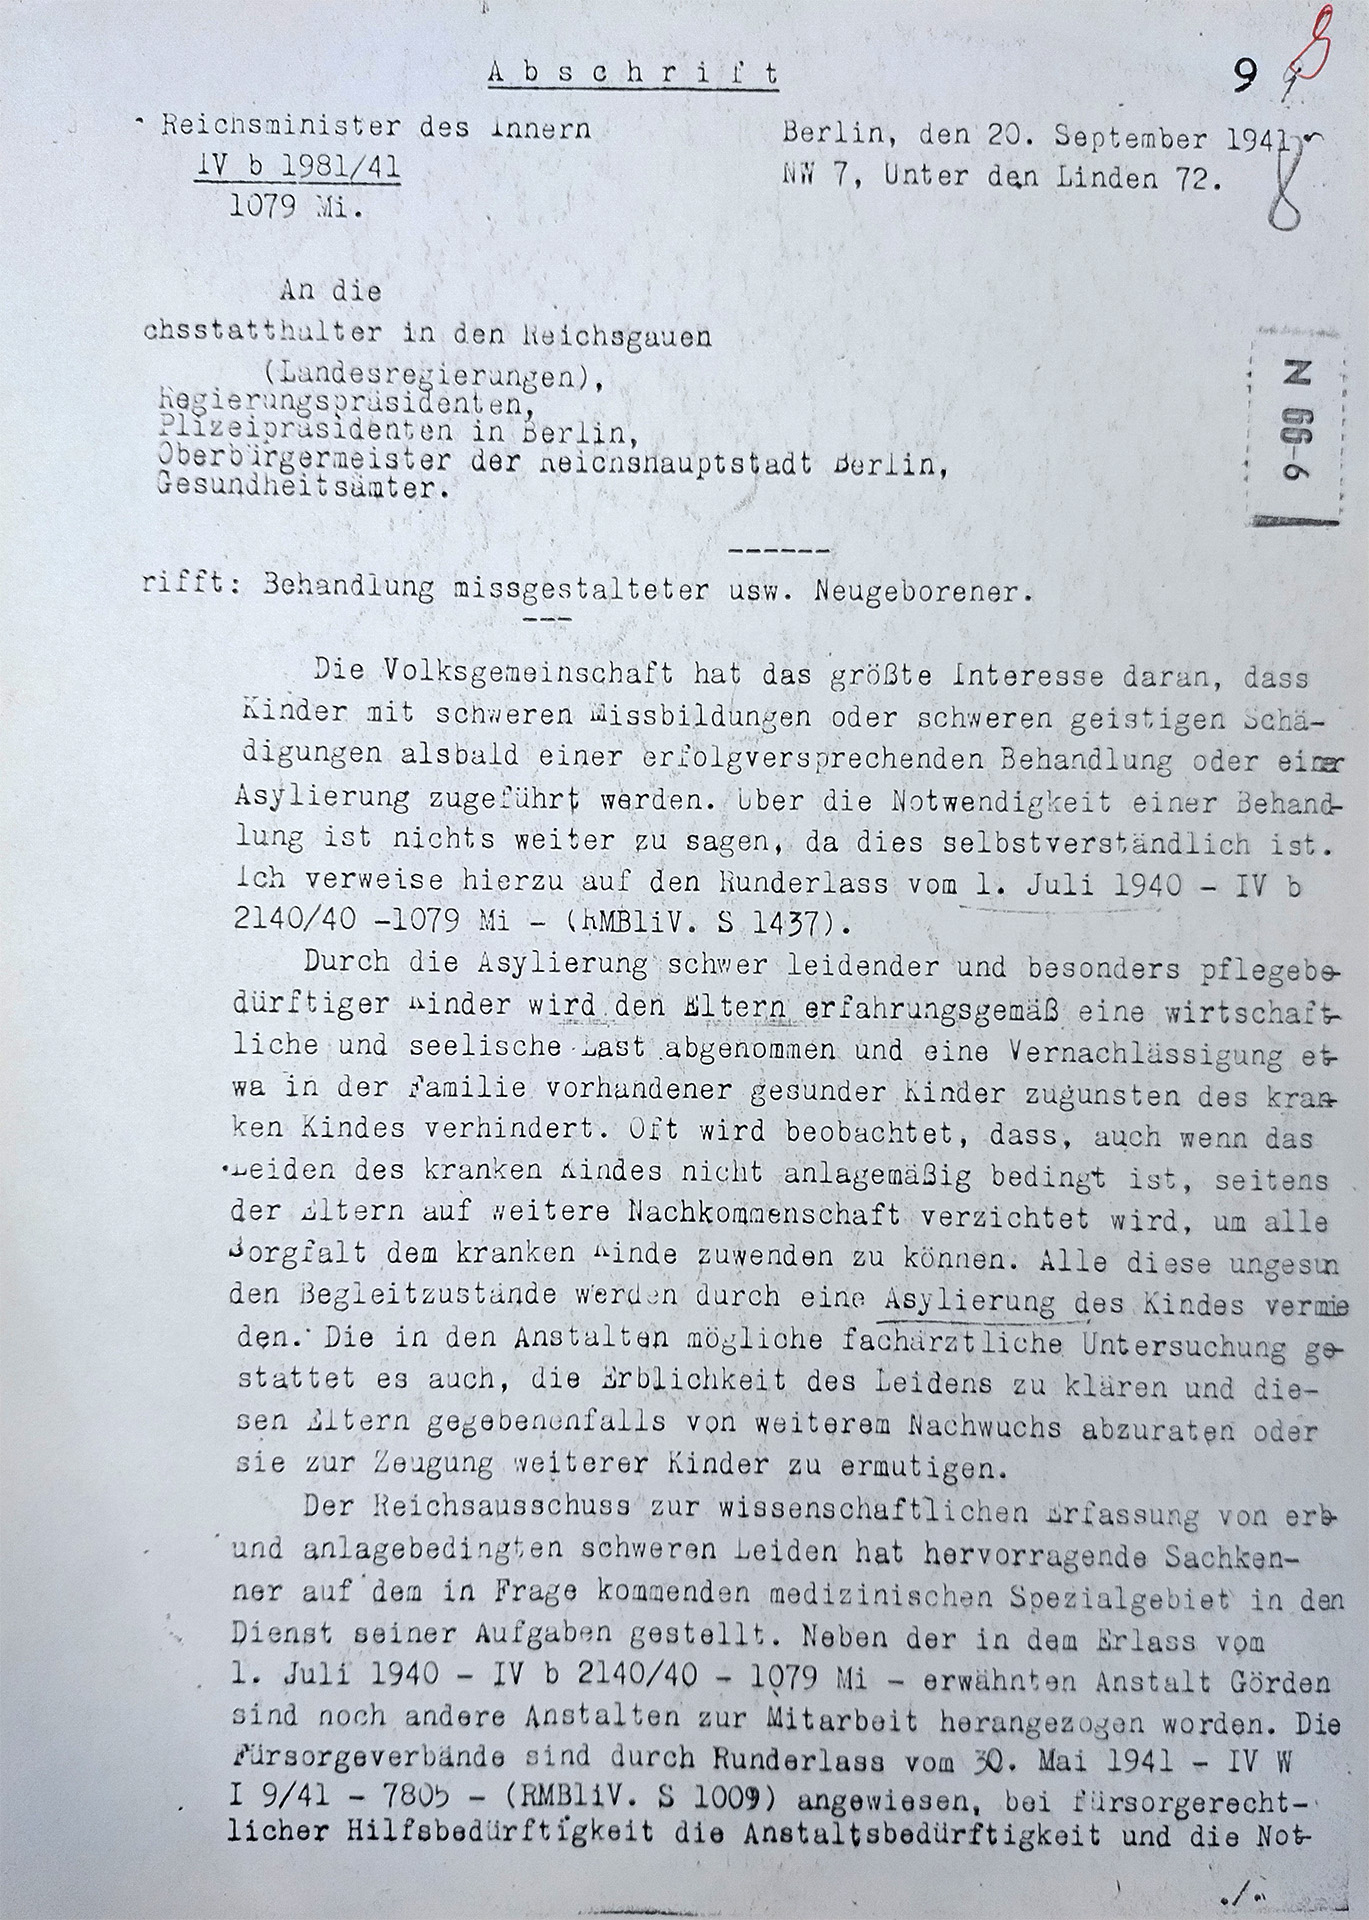 Abschrift
9
Reichsminister des Innern
IV b 1981/41
1079 Mi.
Berlin, den 20. September 1941
NW 7, Unter den Linden 72.
An die
chsstatthalter in den Reichsgauen
(Landesregierungen),
Regierungspräsidenten,
Plizeipräsidenten in Berlin,
Oberbürgermeister der Reichshauptstadt Berlin,
Gesundheitsämter.
N 66-6
------
rifft: Behandlung missgestalteter usw. Neugeborener.
---
Die Volksgemeinschaft hat das größte Interesse daran, dass
Kinder mit schweren Missbildungen oder schweren geistigen Schä-
digungen alsbald einer erfolgversprechenden Behandlung oder einer
Asylierung zugeführt werden. Über die Notwendigkeit einer Behand-
lung ist nichts weiter zu sagen, da dies selbstverständlich ist.
Ich verweise hierzu auf den Runderlass vom 1. Juli 1940 - IV b
2140/40 -1079 Mi - (RMBliV. S 1437).
Durch die Asylierung schwer leidender und besonders pflegebe-
dürftiger Kinder wird den Eltern erfahrungsgemäß eine wirtschaft-
liche und seelische Last abgenommen und eine Vernachlässigung et-
wa in der Familie vorhandener gesunder Kinder zugunsten des kran-
ken Kindes verhindert. Oft wird beobachtet, dass, auch wenn das
Leiden des kranken Kindes nicht anlagemäßig bedingt ist, seitens
der Eltern auf weitere Nachkommenschaft verzichtet wird, um alle
Sorgfalt dem kranken Kinde zuwenden zu können. Alle diese ungesun
den Begleitzustände werden durch eine Asylierung des Kindes vermie
den. Die in den Anstalten mögliche fachärztliche Untersuchung ge-
stattet es auch, die Erblichkeit des Leidens zu klären und die-
sen Eltern gegebenenfalls von weiterem Nachwuchs abzuraten oder
sie zur Zeugung weiterer Kinder zu ermutigen.
Der Reichsausschuss zur wissenschaftlichen Erfassung von erb-
und anlagebedingten schweren Leiden hat hervorragende Sachken-
ner auf dem in Frage kommenden medizinischen Spezialgebiet in den
Dienst seiner Aufgaben gestellt. Neben der in dem Erlass vom
1. Juli 1940 - IV b 2140/40 - 1079 Mi - erwähnten Anstalt Görden
sind noch andere Anstalten zur Mitarbeit herangezogen worden. Die
Fürsorgeverbände sind durch Runderlass vom 30. Mai 1941 - IV W
I 9/41 - 7805 - (RMBliV. S 1009) angewiesen, bei fürsorgerecht-
licher Hilfsbedürftigkeit die Anstaltsbedürftigkeit und die Not-
./.